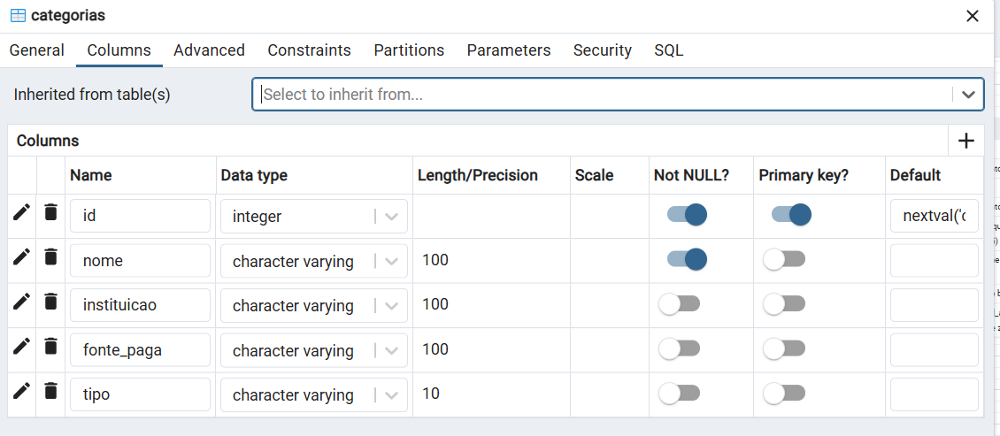 categorias
General Columns Advanced Constraints Partitions Parameters Security SQL
Inherited from table(s) Select to inherit from...
Columns
Name Data type Length/Precision Scale Not NULL? Primary key? Default
id integer nextval('c
nome character varying 100
instituicao character varying 100
fonte_paga character varying 100
tipo character varying 10